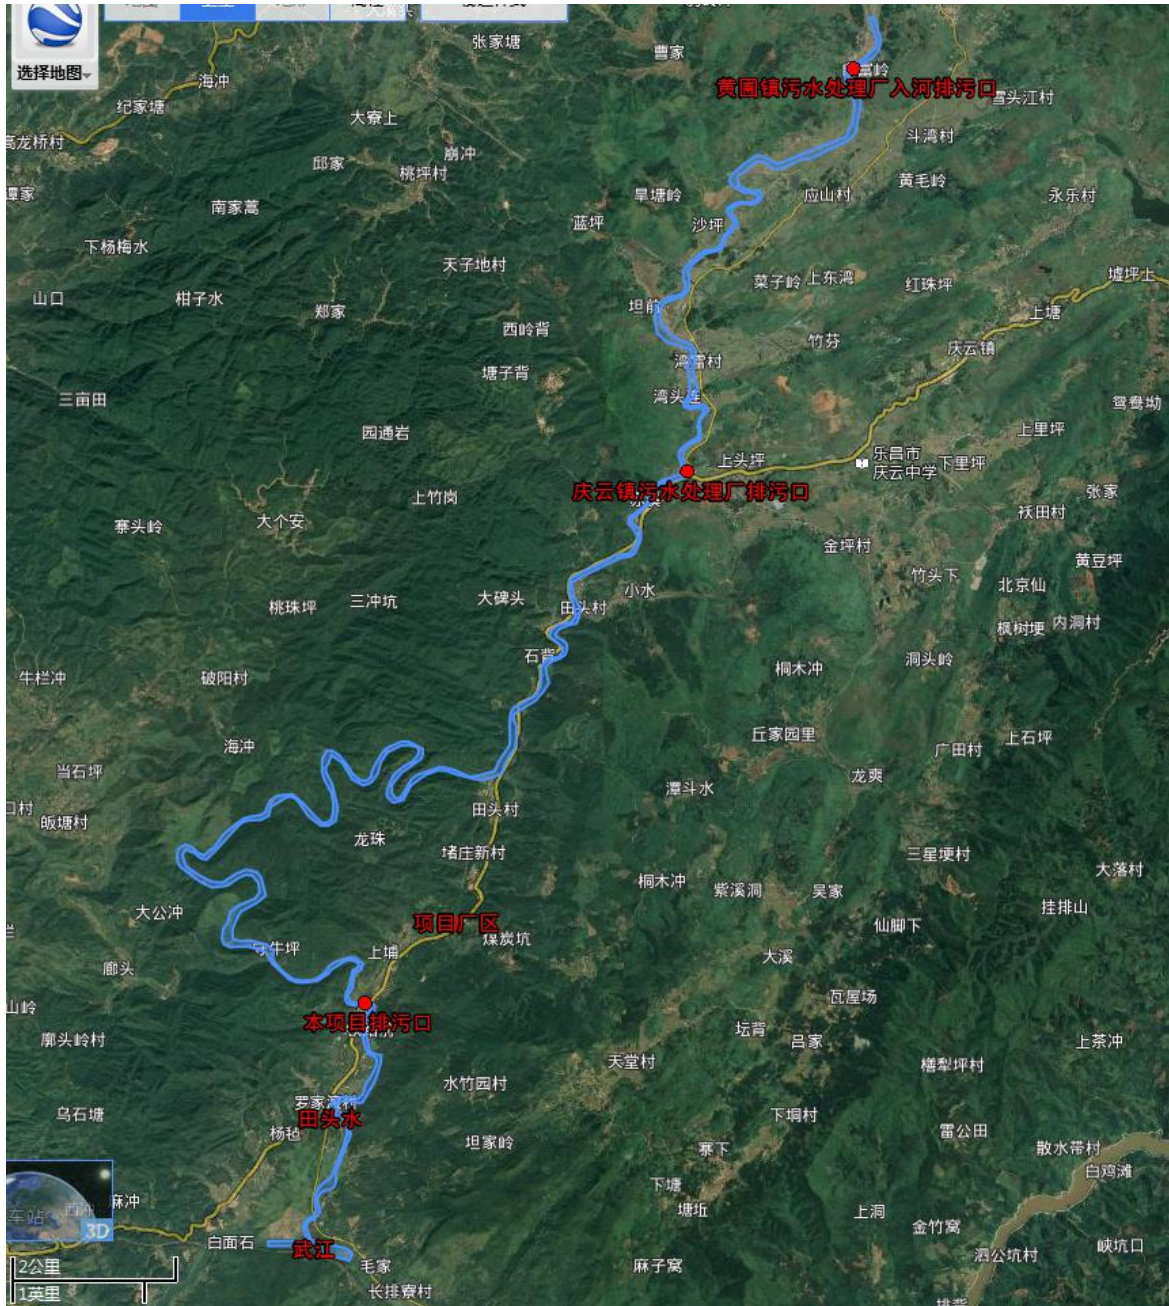 张家塘
曹家
选择地图
海冲
黄圃镇污水处理厂入河排污口
纪家塘
雪头江村
大寮上
高龙桥村
斗湾村
崩冲
邱家
桃坪村
黄毛岭
旱塘岭
应山村
永乐村
南家蒿
蓝坪
沙坪
下杨梅水
天子地村
墟坪上
菜子岭
上东湾
红珠坪
山口
柑子水
郑家
坦前
上塘
西岭背
竹芬
庆云镇
湾雷村
塘子背
三亩田
鸳鸯坳
园通岩
上里坪
上头坪
乐昌市
庆云中学
下里坪
庆云镇污水处理厂排污口
张家
上竹岗
袄田村
寨头岭
大个安
金坪村
黄豆坪
竹头下
北京仙
小水
桃珠坪
三冲坑
大碑头
田头村
枫树埂
内洞村
石背
洞头岭
桐木冲
牛栏冲
破阳村
丘家园里
上石坪
海冲
广田村
当石坪
龙爽
潭斗水
口村
田头村
皈塘村
龙珠
堵庄新村
三星埂村
大落村
桐木冲
紫溪洞
吴家
挂排山
大公冲
项目厂区
仙脚下
煤炭坑
上埔
大溪
廊头
瓦屋场
山岭
本项目排污口
坛背
吕家
上茶冲
廓头岭村
天堂村
橏犁坪村
水竹园村
乌石塘
下垌村
田头水
雷公田
杨毡
坦家岭
寨下
散水带村
白鸡滩
下塘
麻冲
塘坵
上洞
车站
3D
金竹窝
白面石
武江
峡坑口
泗公坑村
2公里
毛家
麻子窝
1英里
长排寮村